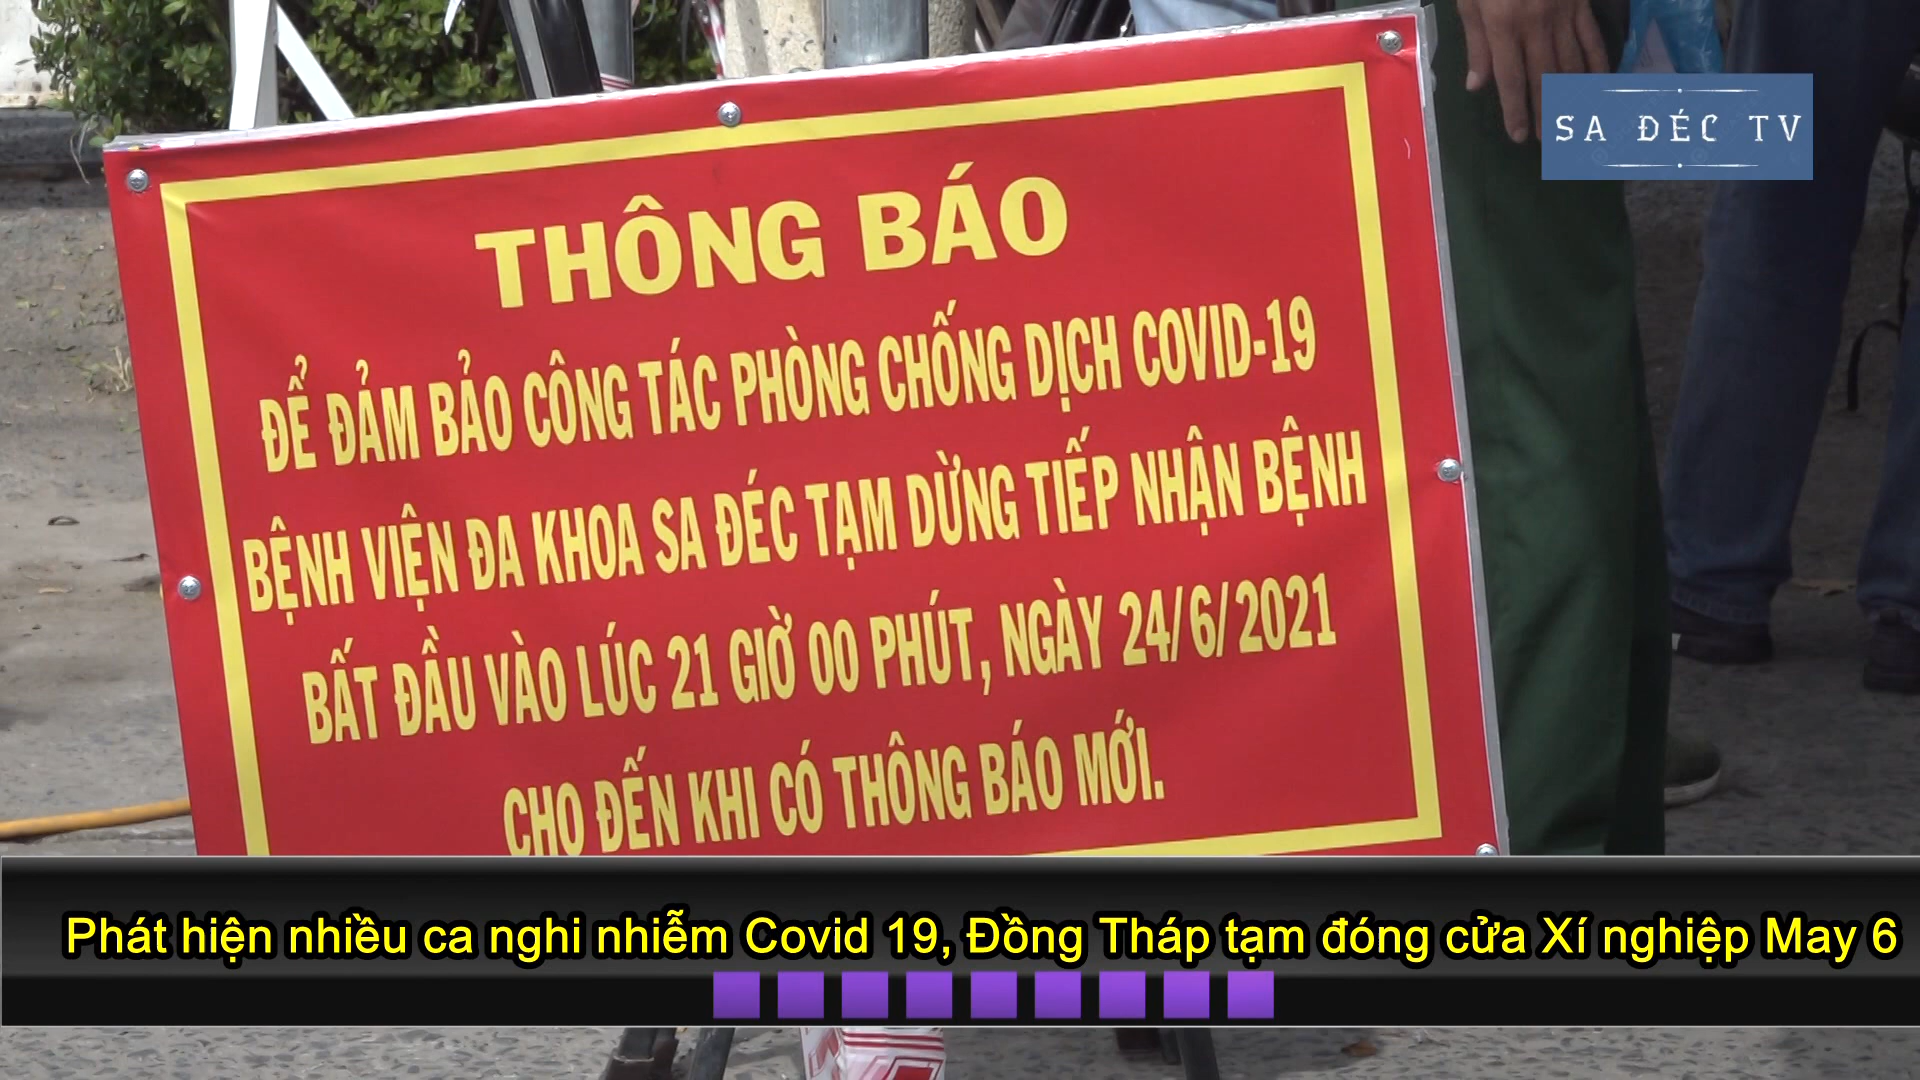 SA ĐÉC TV
THÔNG BÁO
ĐỂ ĐẢM BẢO CÔNG TÁC PHÒNG CHỐNG DỊCH COVID-19
BỆNH VIỆN ĐA KHOA SA ĐÉC TẠM DỪNG TIẾP NHẬN BỆNH
BẮT ĐẦU VÀO LÚC 21 GIỜ 00 PHÚT, NGÀY 24/6/2021
CHO ĐẾN KHI CÓ THÔNG BÁO MỚI.
Phát hiện nhiều ca nghi nhiễm Covid 19, Đồng Tháp tạm đóng cửa Xí nghiệp May 6